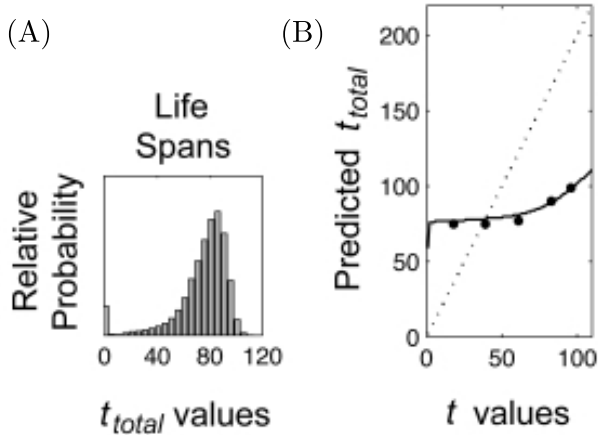 (A)
Life
Spans
Relative
Probability
0 40 80 120
t_total values
(B)
Predicted t_total
200
150
100
50
0
0 50 100
t values